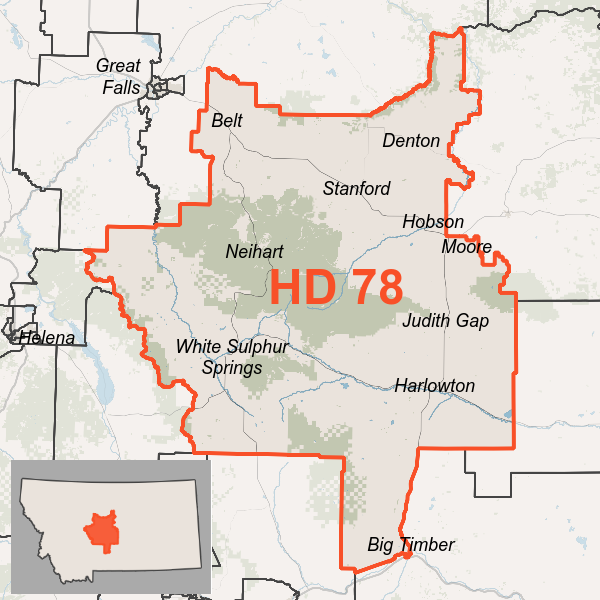 Great
Falls
Belt
Denton
Stanford
Hobson
Moore
Neihart
HD 78
Judith Gap
Helena
White Sulphur
Springs
Harlowton
Big Timber